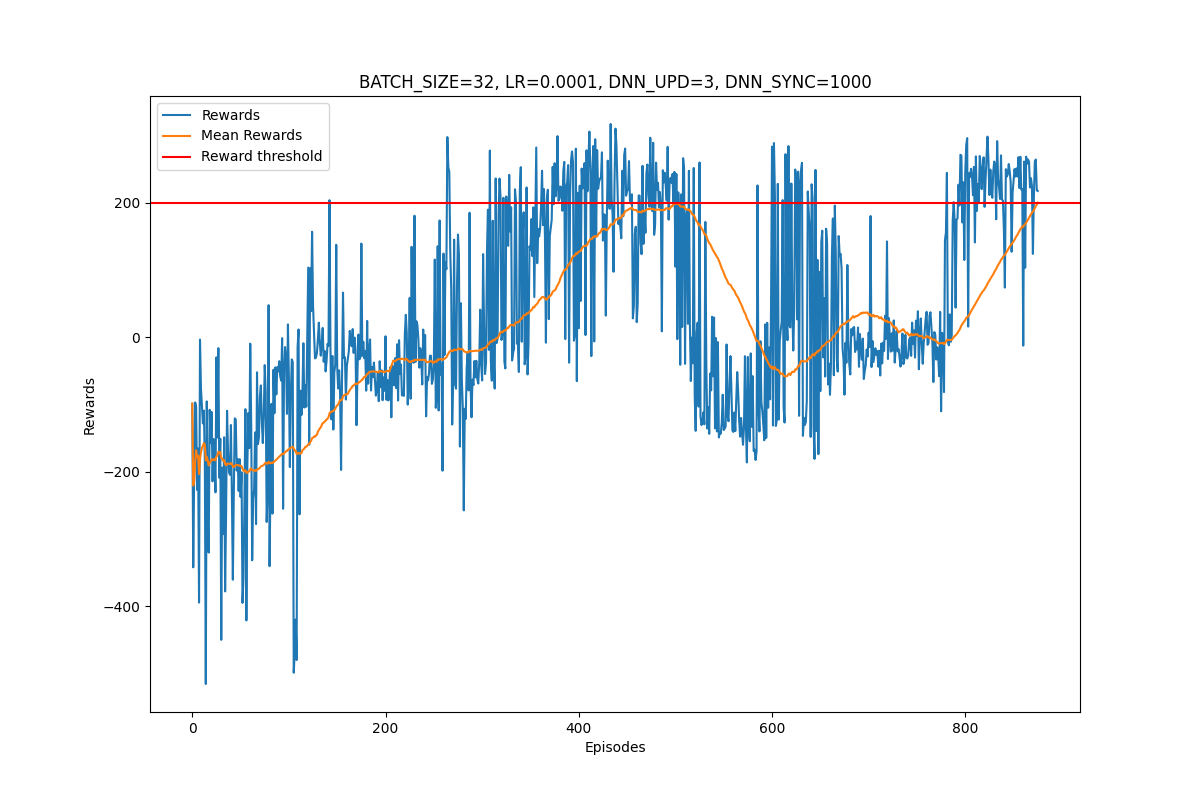 BATCH_SIZE=32, LR=0.0001, DNN_UPD=3, DNN_SYNC=1000
Rewards
Mean Rewards
Reward threshold
200
0
−200
−400
Rewards
0
200
400
600
800
Episodes